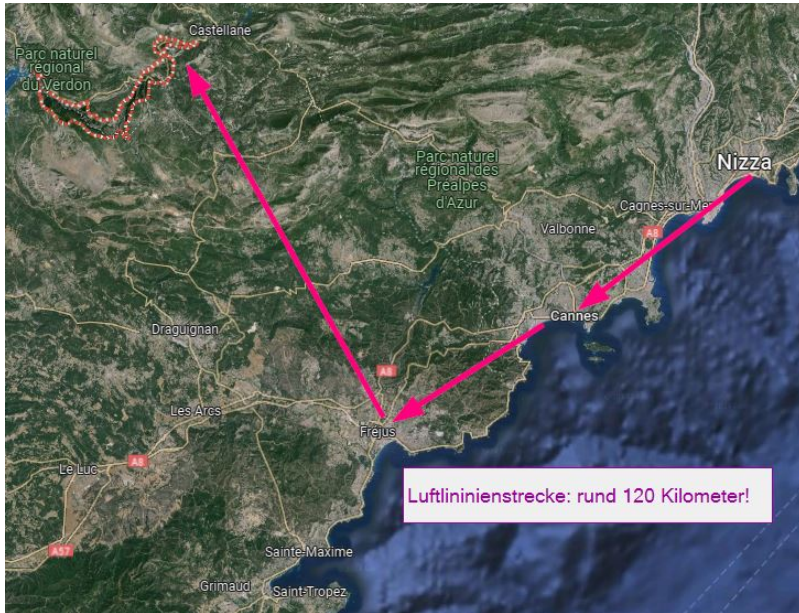 Castellane
Parc naturel
régional
du Verdon
Nizza
Parc naturel
régional des
Préalpes
d'Azur
Cagnes-sur-Mer
A8
Valbonne
Cannes
Draguignan
A8
Les Arcs
Fréjus
A8
Le Luc
Luftlininienstrecke: rund 120 Kilometer!
A57
Sainte-Maxime
Grimaud
Saint-Tropez